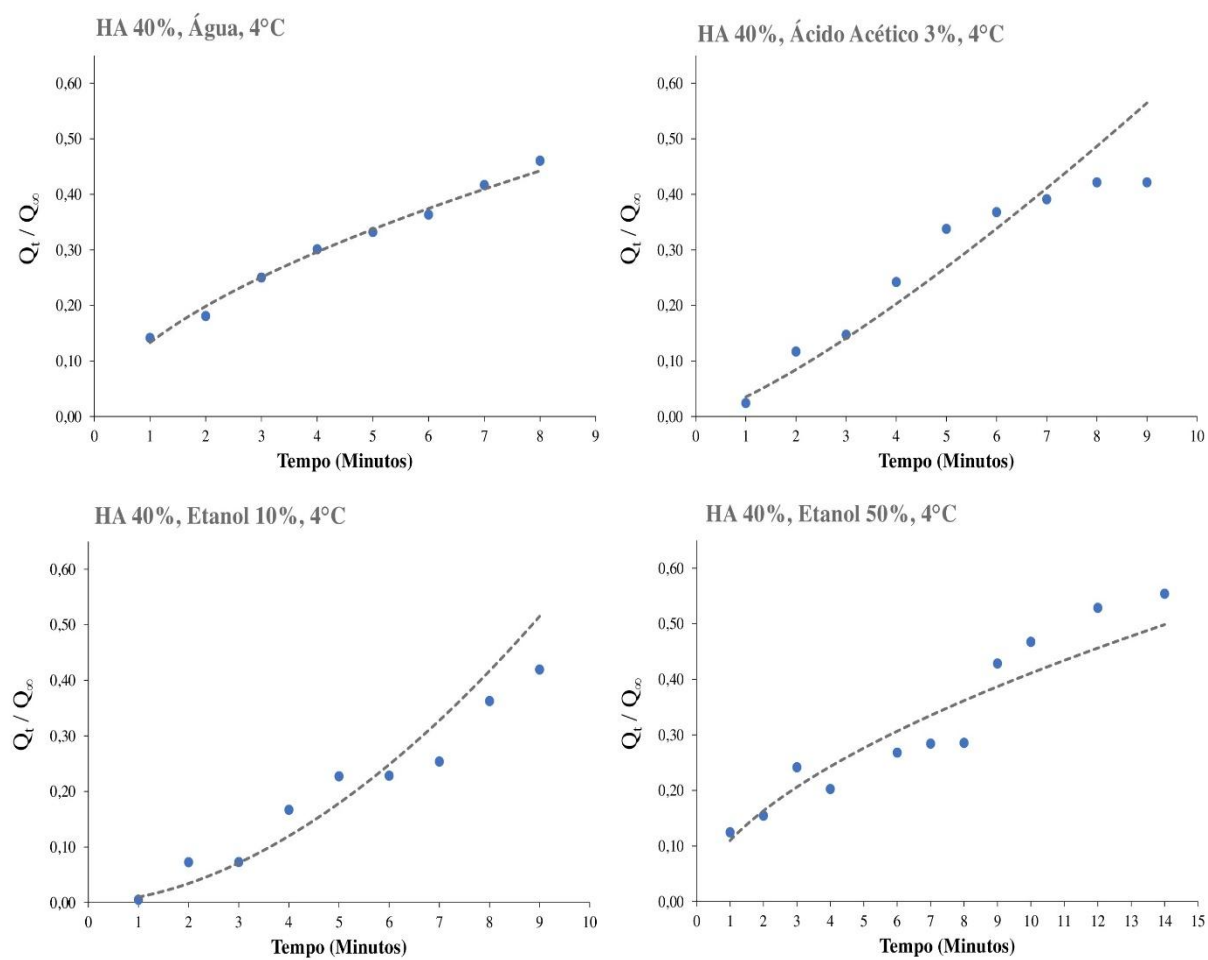 HA 40%, Água, 4°C
0,60
0,50
0,40
0,30
0,20
0,10
0,00
Qt / Q∞
0 1 2 3 4 5 6 7 8 9
Tempo (Minutos)
HA 40%, Ácido Acético 3%, 4°C
0,60
0,50
0,40
0,30
0,20
0,10
0,00
Qt / Q∞
0 1 2 3 4 5 6 7 8 9 10
Tempo (Minutos)
HA 40%, Etanol 10%, 4°C
0,60
0,50
0,40
0,30
0,20
0,10
0,00
Qt / Q∞
0 1 2 3 4 5 6 7 8 9 10
Tempo (Minutos)
HA 40%, Etanol 50%, 4°C
0,60
0,50
0,40
0,30
0,20
0,10
0,00
Qt / Q∞
0 1 2 3 4 5 6 7 8 9 10 11 12 13 14 15
Tempo (Minutos)